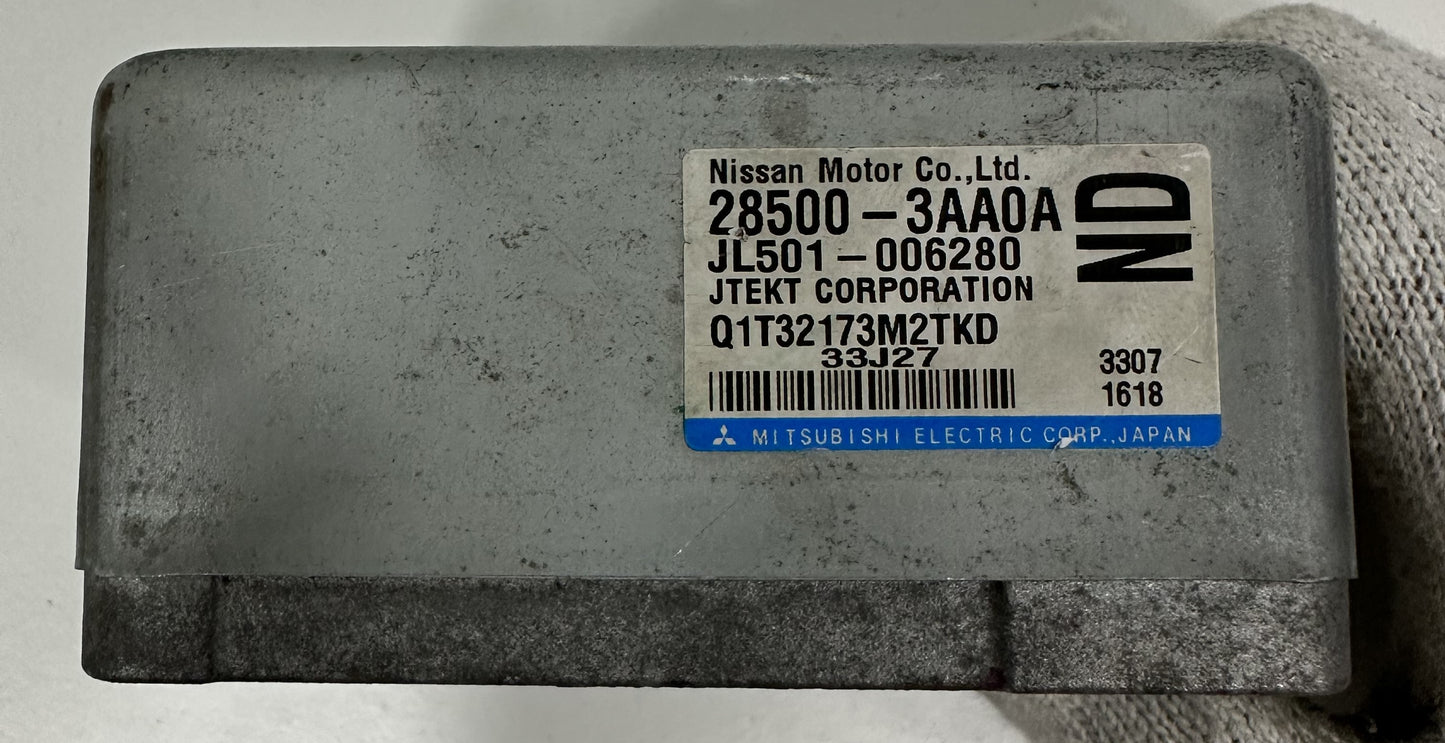 Nissan Motor Co.,Ltd.
28500-3AA0A
ND
JL501-006280
JTEKT CORPORATION
Q1T32173M2TKD
33J27
3307
1618
MITSUBISHI ELECTRIC CORP.,JAPAN